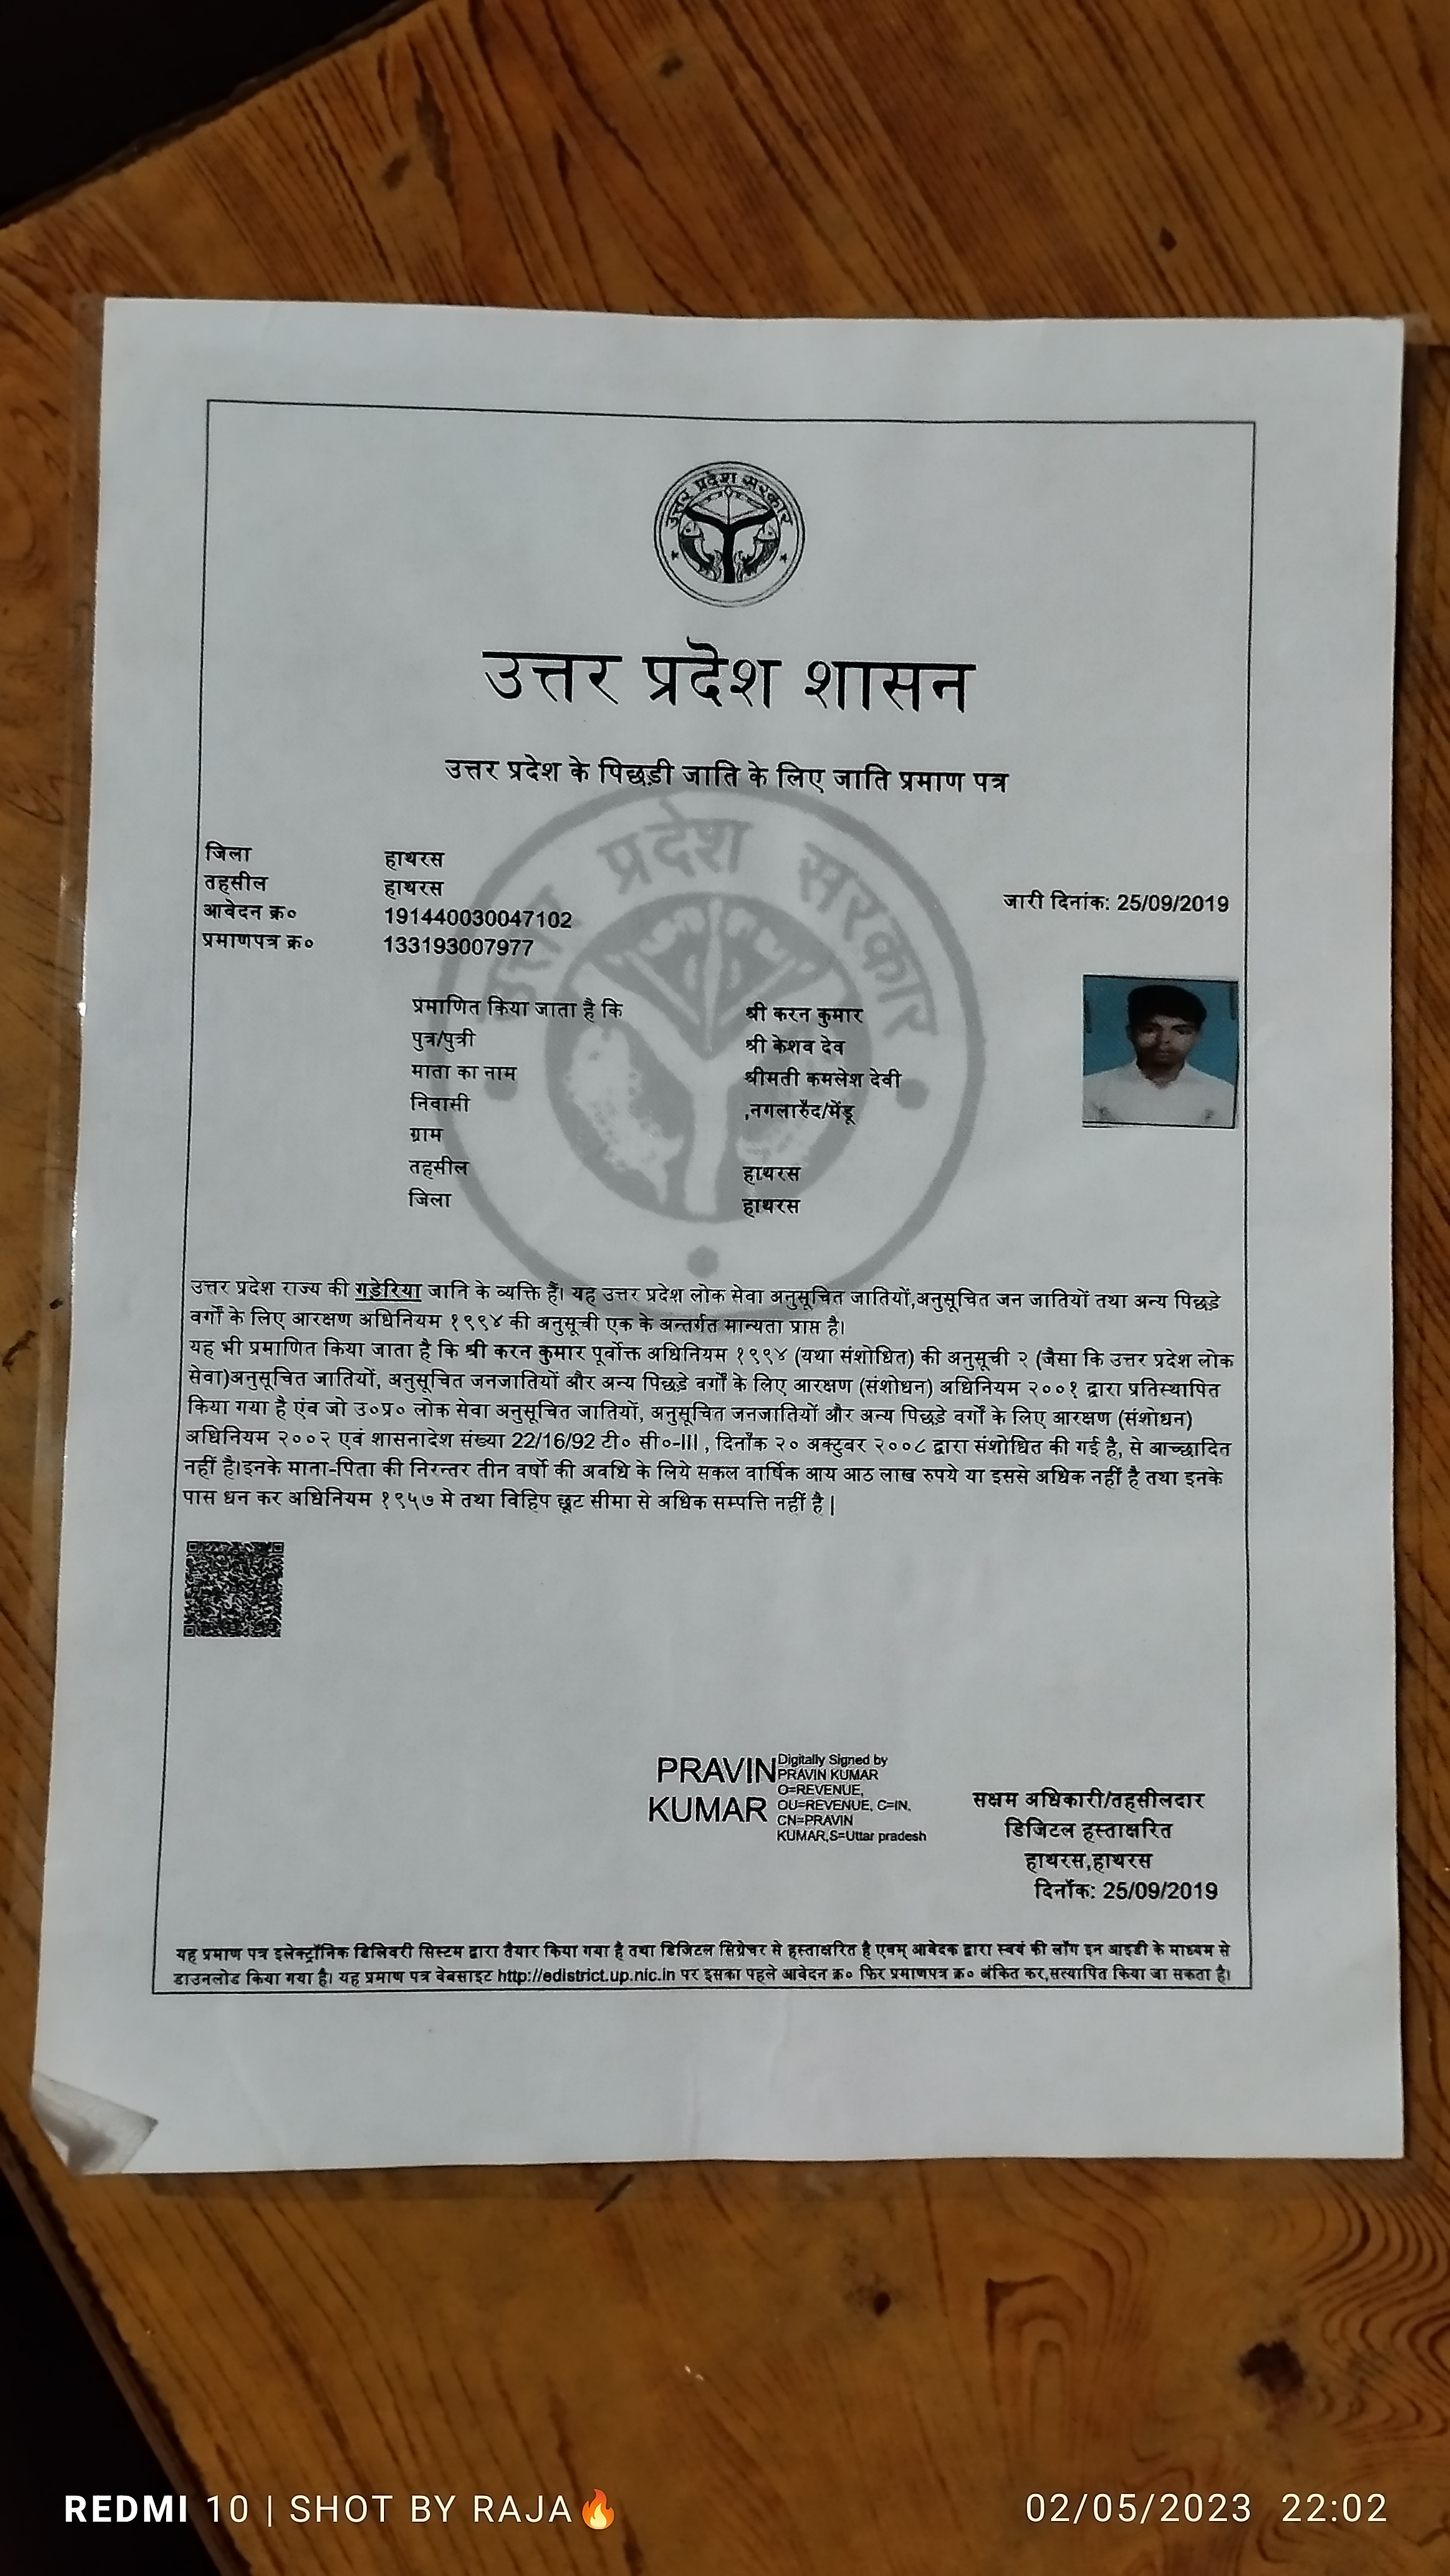 उत्तर प्रदेश सरकार
उत्तर प्रदेश शासन
उत्तर प्रदेश के पिछड़ी जाति के लिए जाति प्रमाण पत्र
उत्तर प्रदेश सरकार
जिला हाथरस
तहसील हाथरस
जारी दिनांक: 25/09/2019
आवेदन क्र० 191440030047102
प्रमाणपत्र क्र० 133193007977
प्रमाणित किया जाता है कि श्री करन कुमार
पुत्र/पुत्री श्री केशव देव
माता का नाम श्रीमती कमलेश देवी
निवासी ,नगलारुँद/मेंडू
ग्राम
तहसील हाथरस
जिला हाथरस
उत्तर प्रदेश राज्य की गड़ेरिया जाति के व्यक्ति हैं। यह उत्तर प्रदेश लोक सेवा अनुसूचित जातियों,अनुसूचित जन जातियों तथा अन्य पिछड़े
वर्गों के लिए आरक्षण अधिनियम १९९४ की अनुसूची एक के अन्तर्गत मान्यता प्राप्त है।
यह भी प्रमाणित किया जाता है कि श्री करन कुमार पूर्वोक्त अधिनियम १९९४ (यथा संशोधित) की अनुसूची २ (जैसा कि उत्तर प्रदेश लोक
सेवा)अनुसूचित जातियों, अनुसूचित जनजातियों और अन्य पिछड़े वर्गों के लिए आरक्षण (संशोधन) अधिनियम २००१ द्वारा प्रतिस्थापित
किया गया है एंव जो उ०प्र० लोक सेवा अनुसूचित जातियों, अनुसूचित जनजातियों और अन्य पिछड़े वर्गों के लिए आरक्षण (संशोधन)
अधिनियम २००२ एवं शासनादेश संख्या 22/16/92 टी० सी०-III , दिनाँक २० अक्टुवर २००८ द्वारा संशोधित की गई है, से आच्छादित
नहीं है।इनके माता-पिता की निरन्तर तीन वर्षो की अवधि के लिये सकल वार्षिक आय आठ लाख रुपये या इससे अधिक नहीं है तथा इनके
पास धन कर अधिनियम १९५७ मे तथा विहिप छूट सीमा से अधिक सम्पत्ति नहीं है |
PRAVIN
KUMAR
Digitally Signed by
PRAVIN KUMAR
O=REVENUE,
OU=REVENUE, C=IN,
CN=PRAVIN
KUMAR,S=Uttar pradesh
सक्षम अधिकारी/तहसीलदार
डिजिटल हस्ताक्षरित
हाथरस,हाथरस
दिनाँक: 25/09/2019
यह प्रमाण पत्र इलेक्ट्रॉनिक डिलिवरी सिस्टम द्वारा तैयार किया गया है तथा डिजिटल सिग्नेचर से हस्ताक्षरित है एवम् आवेदक द्वारा स्वयं की लॉग इन आइडी के माध्यम से
डाउनलोड किया गया है। यह प्रमाण पत्र वेबसाइट http://edistrict.up.nic.in पर इसका पहले आवेदन क्र० फिर प्रमाणपत्र क्र० अंकित कर,सत्यापित किया जा सकता है।
REDMI 10 | SHOT BY RAJA🔥
02/05/2023 22:02